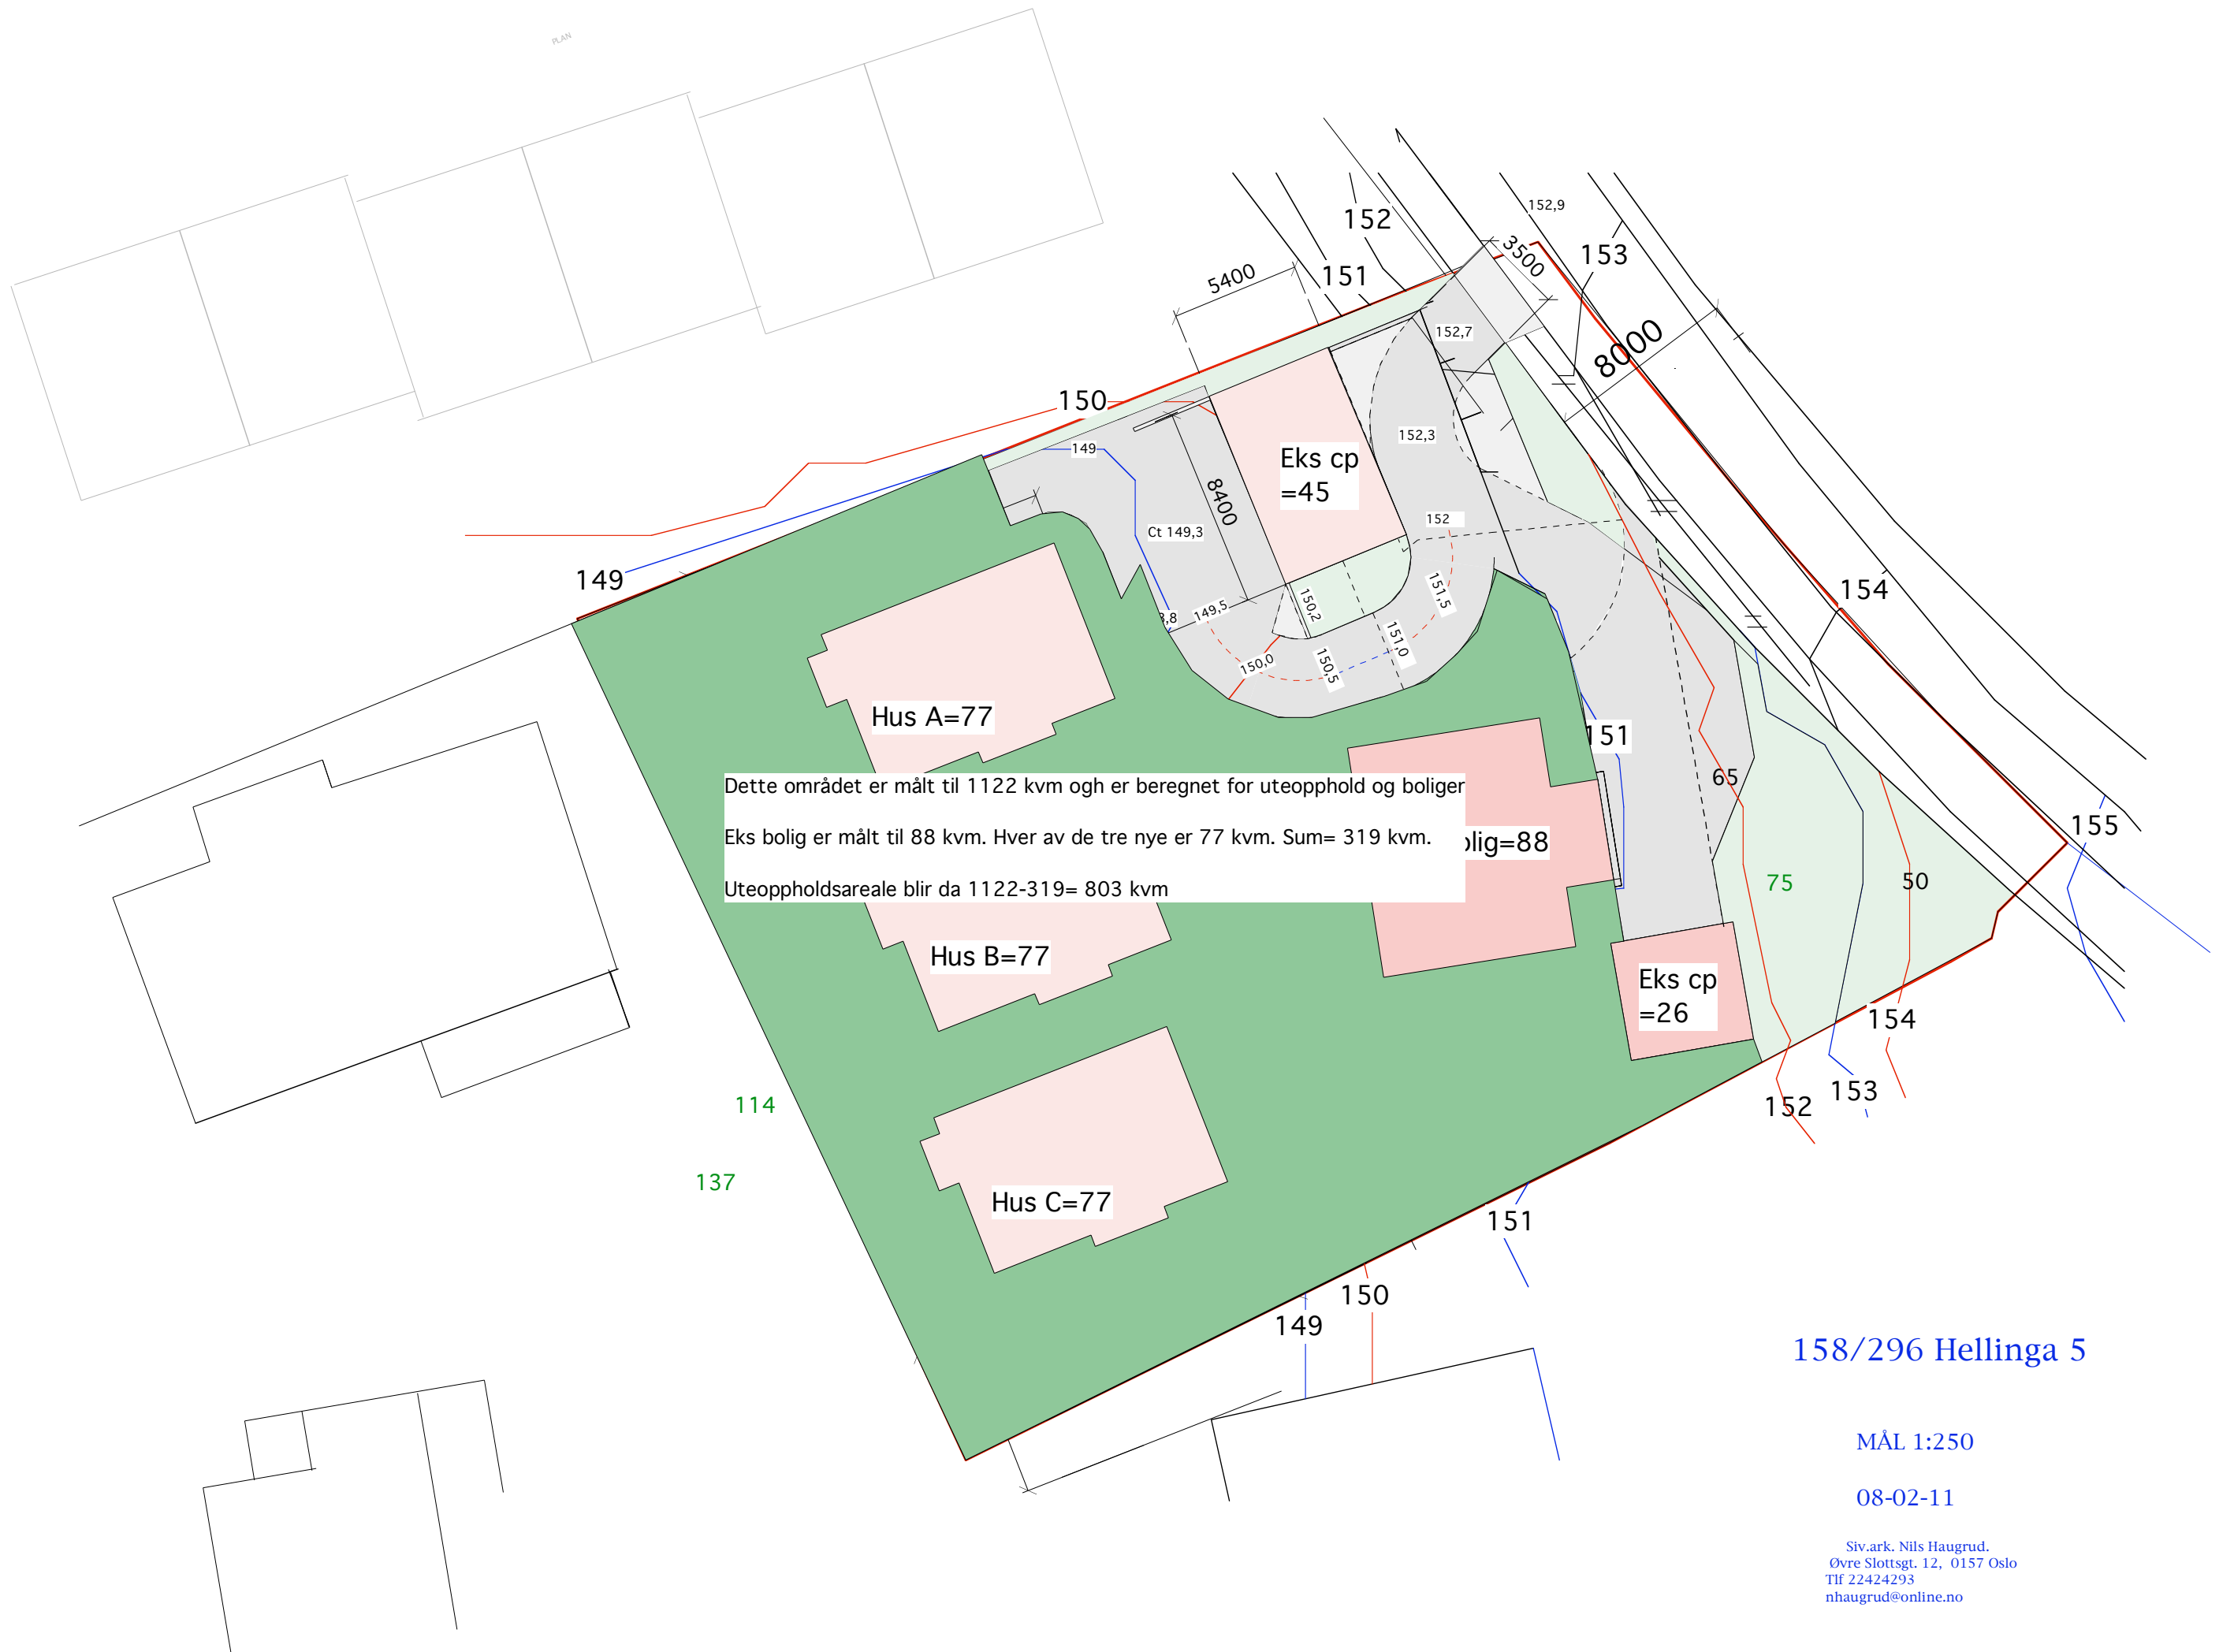 PLAN
152,9
152
153
3500
151
5400
152,7
8000
150
152,3
149
Eks cp
=45
8400
152
Ct 149,3
149
154
151,5
150,2
149,5
151,0
150,0
150,5
Hus A=77
151
65
Dette området er målt til 1122 kvm ogh er beregnet for uteopphold og boliger
Eks bolig er målt til 88 kvm. Hver av de tre nye er 77 kvm. Sum= 319 kvm.
Uteoppholdsareale blir da 1122-319= 803 kvm
lig=88
155
75
50
Hus B=77
Eks cp
=26
154
153
152
114
137
Hus C=77
151
150
149
158/296 Hellinga 5
MÅL 1:250
08-02-11
Siv.ark. Nils Haugrud.
Øvre Slottsgt. 12, 0157 Oslo
Tlf 22424293
nhaugrud@online.no